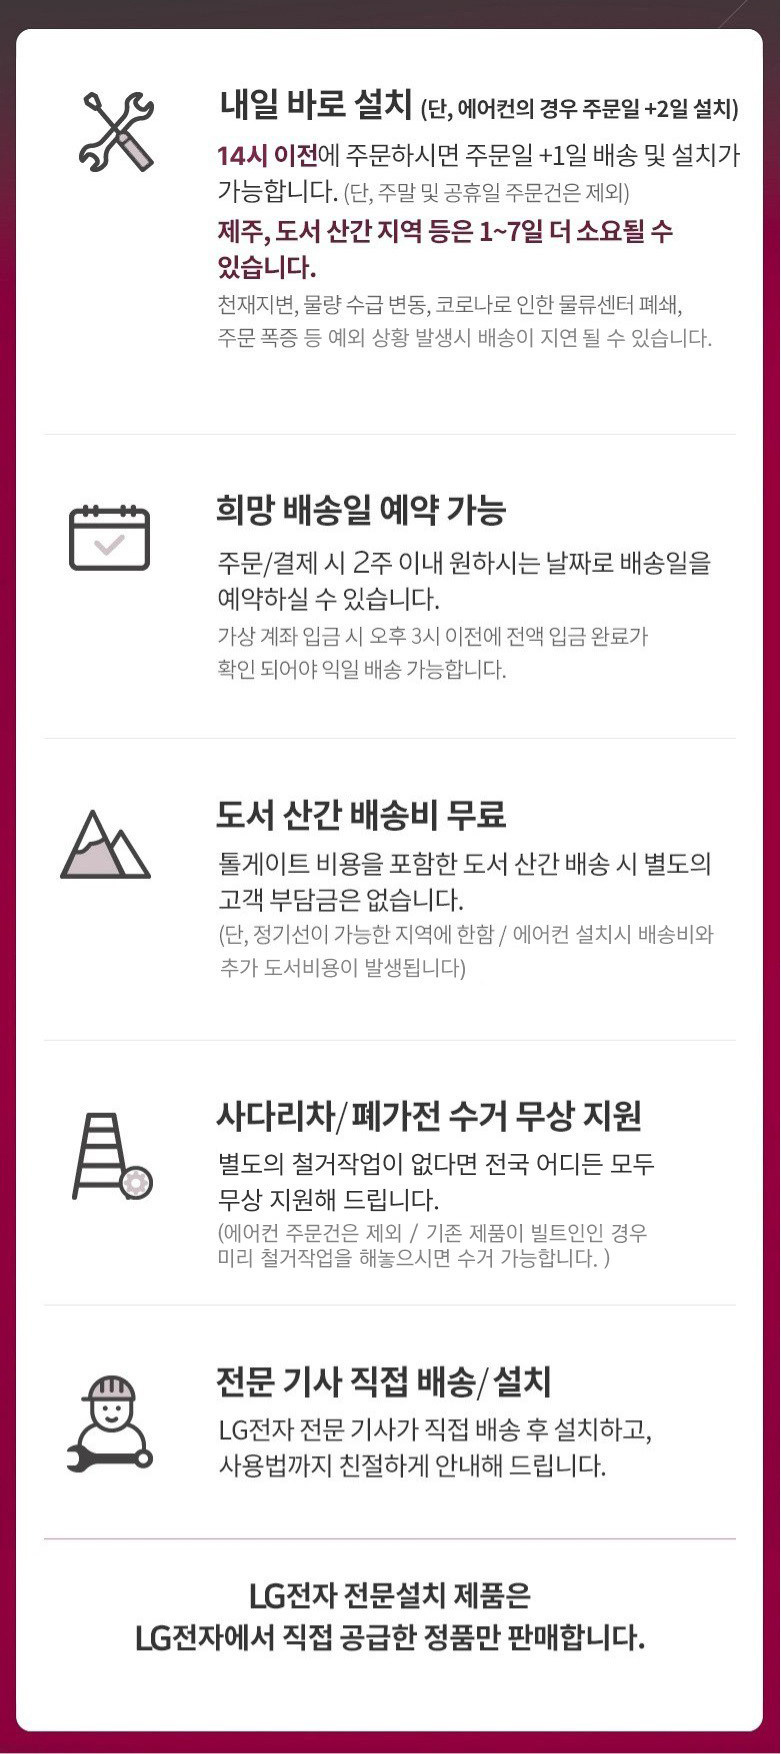 내일 바로 설치 (단, 에어컨의 경우 주문일 +2일 설치)
14시 이전에 주문하시면 주문일 +1일 배송 및 설치가
가능합니다. (단, 주말 및 공휴일 주문건은 제외)
제주, 도서 산간 지역 등은 1~7일 더 소요될 수
있습니다.
천재지변, 물량 수급 변동, 코로나로 인한 물류센터 폐쇄,
주문 폭증 등 예외 상황 발생시 배송이 지연 될 수 있습니다.
희망 배송일 예약 가능
주문/결제 시 2주 이내 원하시는 날짜로 배송일을
예약하실 수 있습니다.
가상 계좌 입금 시 오후 3시 이전에 전액 입금 완료가
확인 되어야 익일 배송 가능합니다.
도서 산간 배송비 무료
톨게이트 비용을 포함한 도서 산간 배송 시 별도의
고객 부담금은 없습니다.
(단, 정기선이 가능한 지역에 한함 / 에어컨 설치시 배송비와
추가 도서비용이 발생됩니다)
사다리차/폐가전 수거 무상 지원
별도의 철거작업이 없다면 전국 어디든 모두
무상 지원해 드립니다.
(에어컨 주문건은 제외 / 기존 제품이 빌트인인 경우
미리 철거작업을 해놓으시면 수거 가능합니다. )
전문 기사 직접 배송/설치
LG전자 전문 기사가 직접 배송 후 설치하고,
사용법까지 친절하게 안내해 드립니다.
LG전자 전문설치 제품은
LG전자에서 직접 공급한 정품만 판매합니다.